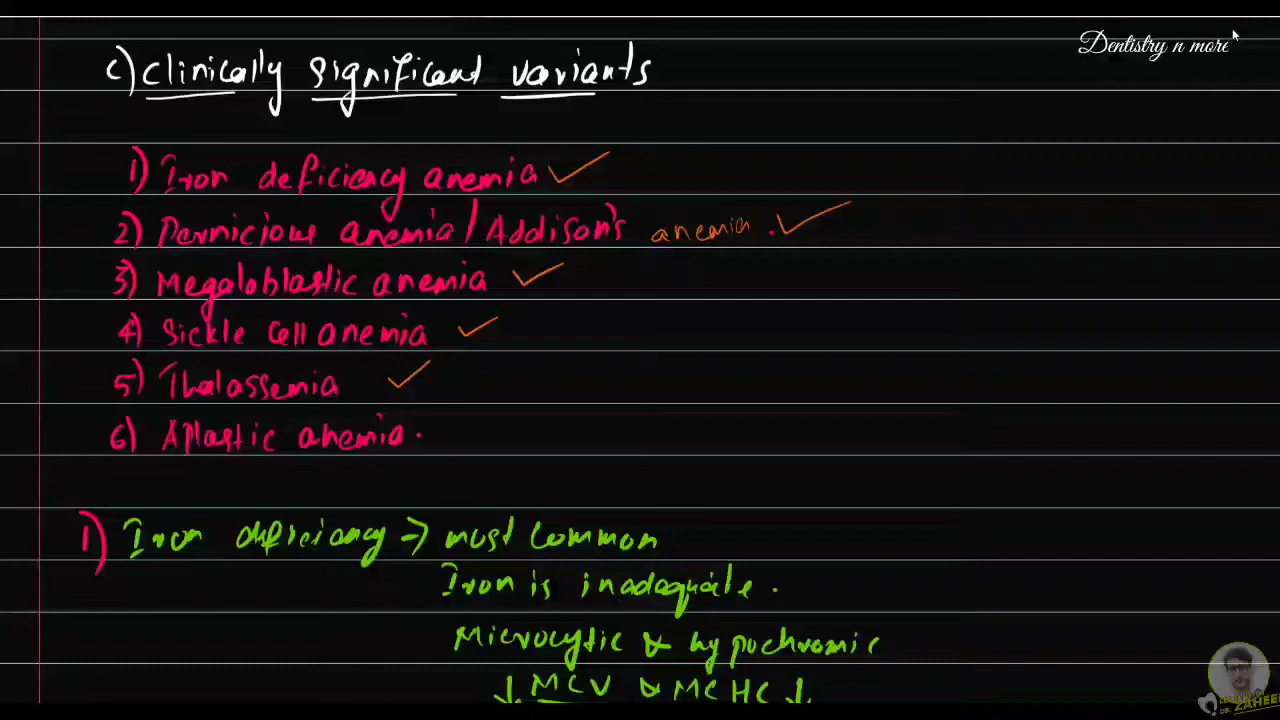 Dentistry n more
c) Clinically significant variants
1) Iron deficiency anemia ✓
2) Pernicious anemia / Addison's anemia. ✓
3) Megaloblastic anemia ✓
4) Sickle cell anemia ✓
5) Thalassemia ✓
6) Aplastic anemia.
1) Iron deficiency → most common
Iron is inadequate.
Microcytic & hypochromic
↓ MCV & MCHC ↓
DR. ZAHEE